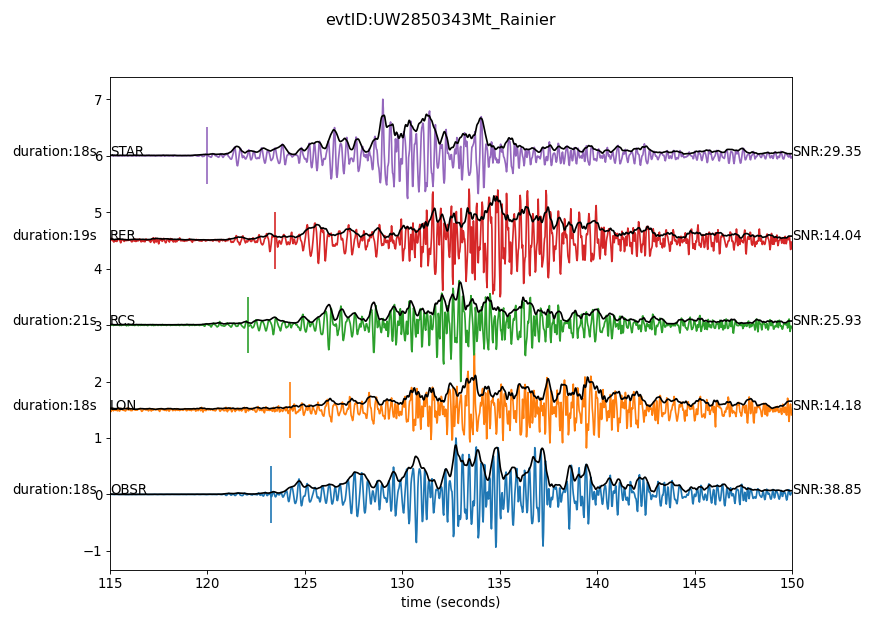 evtID:UW2850343Mt_Rainier
7
duration:18s 6 STAR SNR:29.35
5
duration:19s RER SNR:14.04
4
duration:21s 3 RCS SNR:25.93
2
duration:18s LON SNR:14.18
1
duration:18s 0 OBSR SNR:38.85
−1
115 120 125 130 135 140 145 150
time (seconds)